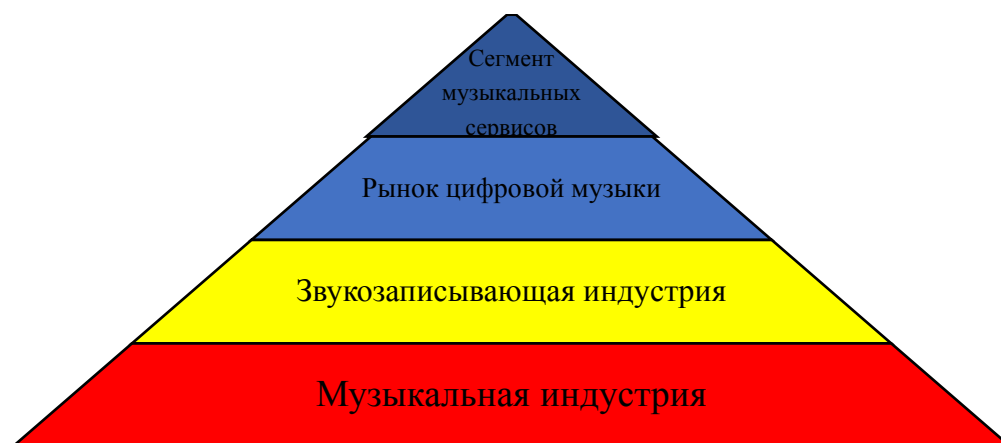 Сегмент
музыкальных
сервисов
Рынок цифровой музыки
Звукозаписывающая индустрия
Музыкальная индустрия